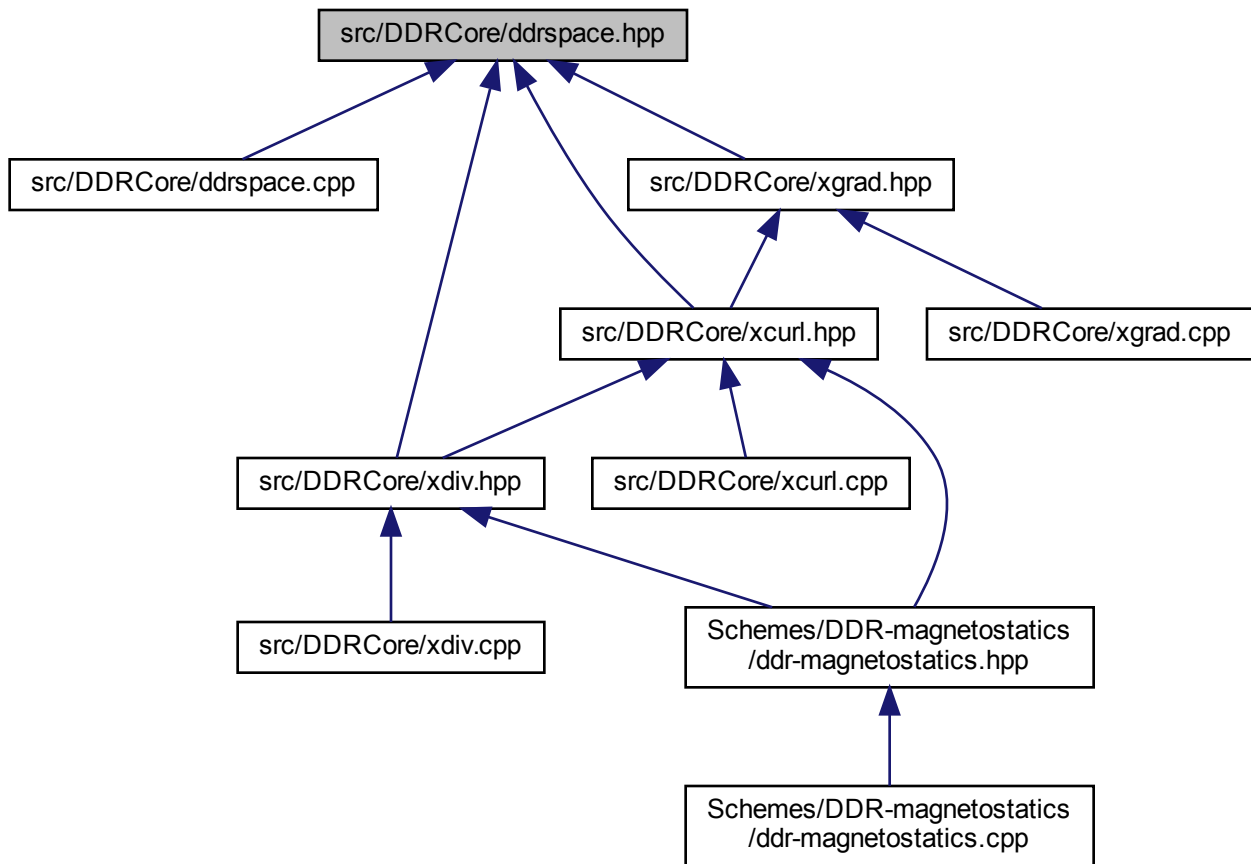 src/DDRCore/ddrspace.hpp
src/DDRCore/ddrspace.cpp
src/DDRCore/xgrad.hpp
src/DDRCore/xcurl.hpp
src/DDRCore/xgrad.cpp
src/DDRCore/xdiv.hpp
src/DDRCore/xcurl.cpp
src/DDRCore/xdiv.cpp
Schemes/DDR-magnetostatics
/ddr-magnetostatics.hpp
Schemes/DDR-magnetostatics
/ddr-magnetostatics.cpp